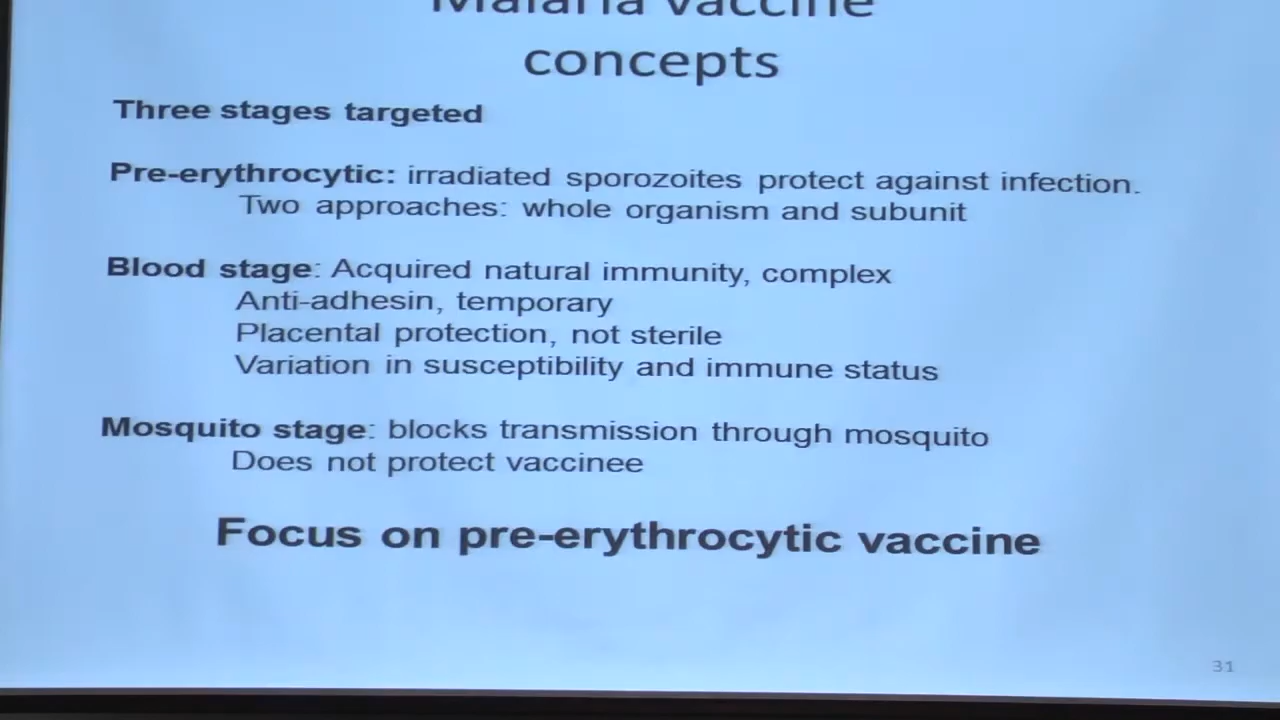 Malaria vaccine
concepts
Three stages targeted
Pre-erythrocytic: irradiated sporozoites protect against infection.
Two approaches: whole organism and subunit
Blood stage: Acquired natural immunity, complex
Anti-adhesin, temporary
Placental protection, not sterile
Variation in susceptibility and immune status
Mosquito stage: blocks transmission through mosquito
Does not protect vaccinee
Focus on pre-erythrocytic vaccine
31